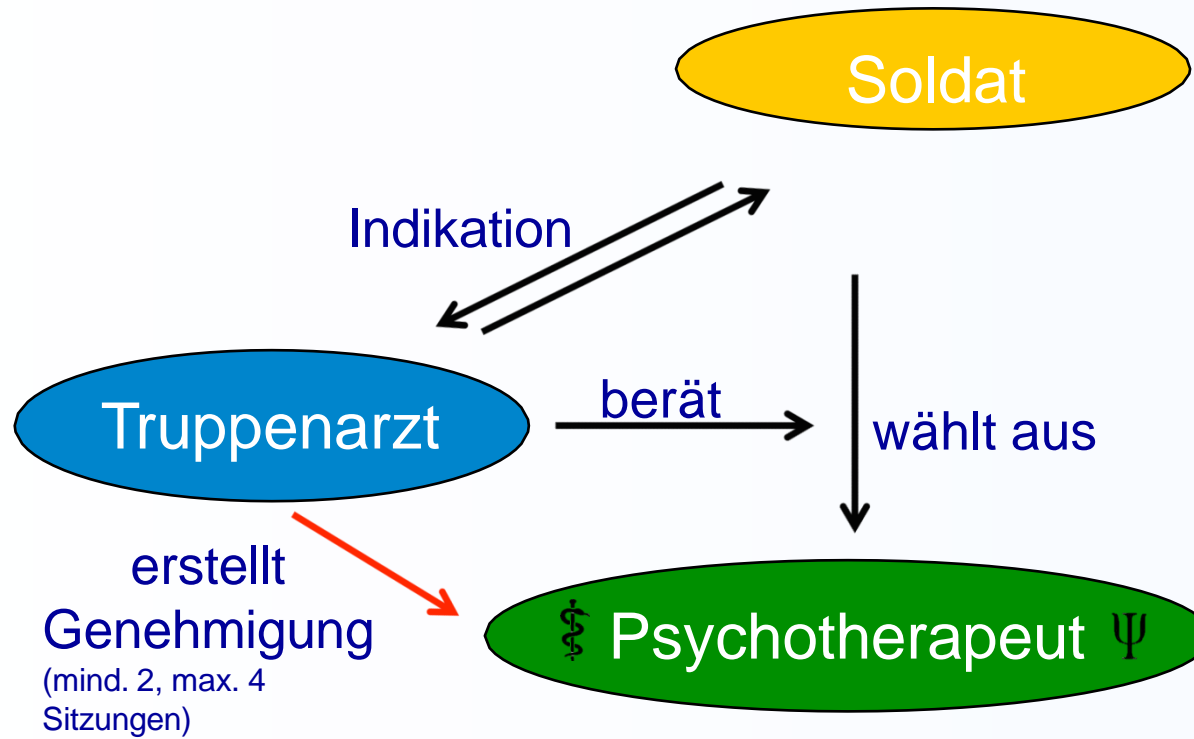 Soldat
Indikation
berät
Truppenarzt
wählt aus
erstellt
Genehmigung
(mind. 2, max. 4
Sitzungen)
Psychotherapeut Ψ